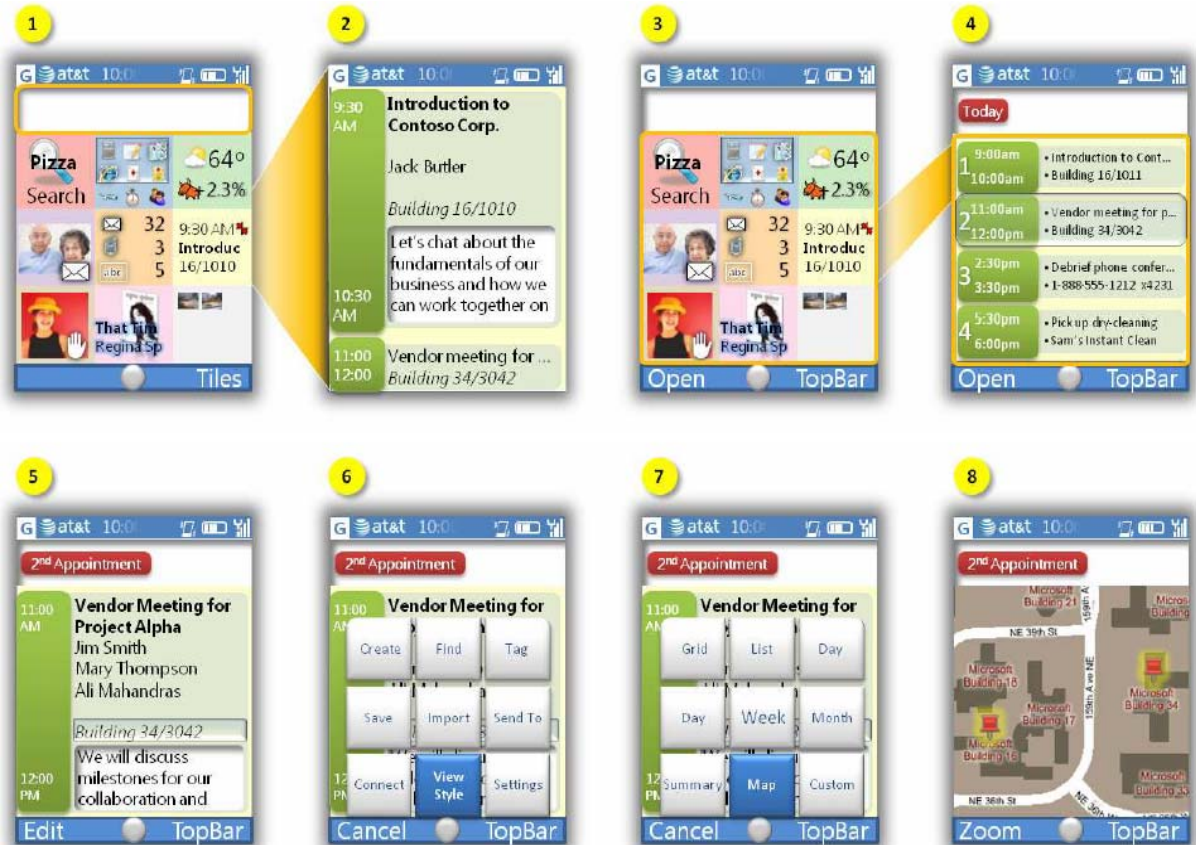 1
G at&t 10:0
Pizza
Search
64°
2.3%
32
3
abc 5
9:30 AM
Introduc
16/1010
That Tim
Regina Sp
Tiles
2
G at&t 10:0
9:30
AM
Introduction to
Contoso Corp.
Jack Butler
Building 16/1010
Let's chat about the
fundamentals of our
business and how we
can work together on
10:30
AM
11:00
12:00
Vendor meeting for ...
Building 34/3042
3
G at&t 10:0
Pizza
Search
64°
2.3%
32
3
abc 5
9:30 AM
Introduc
16/1010
That Tim
Regina Sp
Open TopBar
4
G at&t 10:0
Today
1 9:00am
10:00am
• Introduction to Cont...
• Building 16/1011
2 11:00am
12:00pm
• Vendor meeting for p...
• Building 34/3042
3 2:30pm
3:30pm
• Debrief phone confer...
• 1-888-555-1212 x4231
4 5:30pm
6:00pm
• Pick up dry-cleaning
• Sam's Instant Clean
Open TopBar
5
G at&t 10:0
2nd Appointment
11:00
AM
Vendor Meeting for
Project Alpha
Jim Smith
Mary Thompson
Ali Mahandras
Building 34/3042
We will discuss
milestones for our
collaboration and
12:00
PM
Edit TopBar
6
G at&t 10:0
2nd Appointment
11:00
Vendor Meeting for
Create Find Tag
Save Import Send To
Connect View
Style Settings
Cancel TopBar
7
G at&t 10:0
2nd Appointment
11:00
Vendor Meeting for
Grid List Day
Day Week Month
Summary Map Custom
Cancel TopBar
8
G at&t 10:0
2nd Appointment
Microsoft
Building 21
159th A
Micros
Building
NE 39th St
Microsoft
Building 18
159th Ave NE
Microsoft
Building 34
Microsoft
Building 17
Microsoft
Building 16
Microsoft
Building 33
NE 36th St
NE 36th
Zoom TopBar